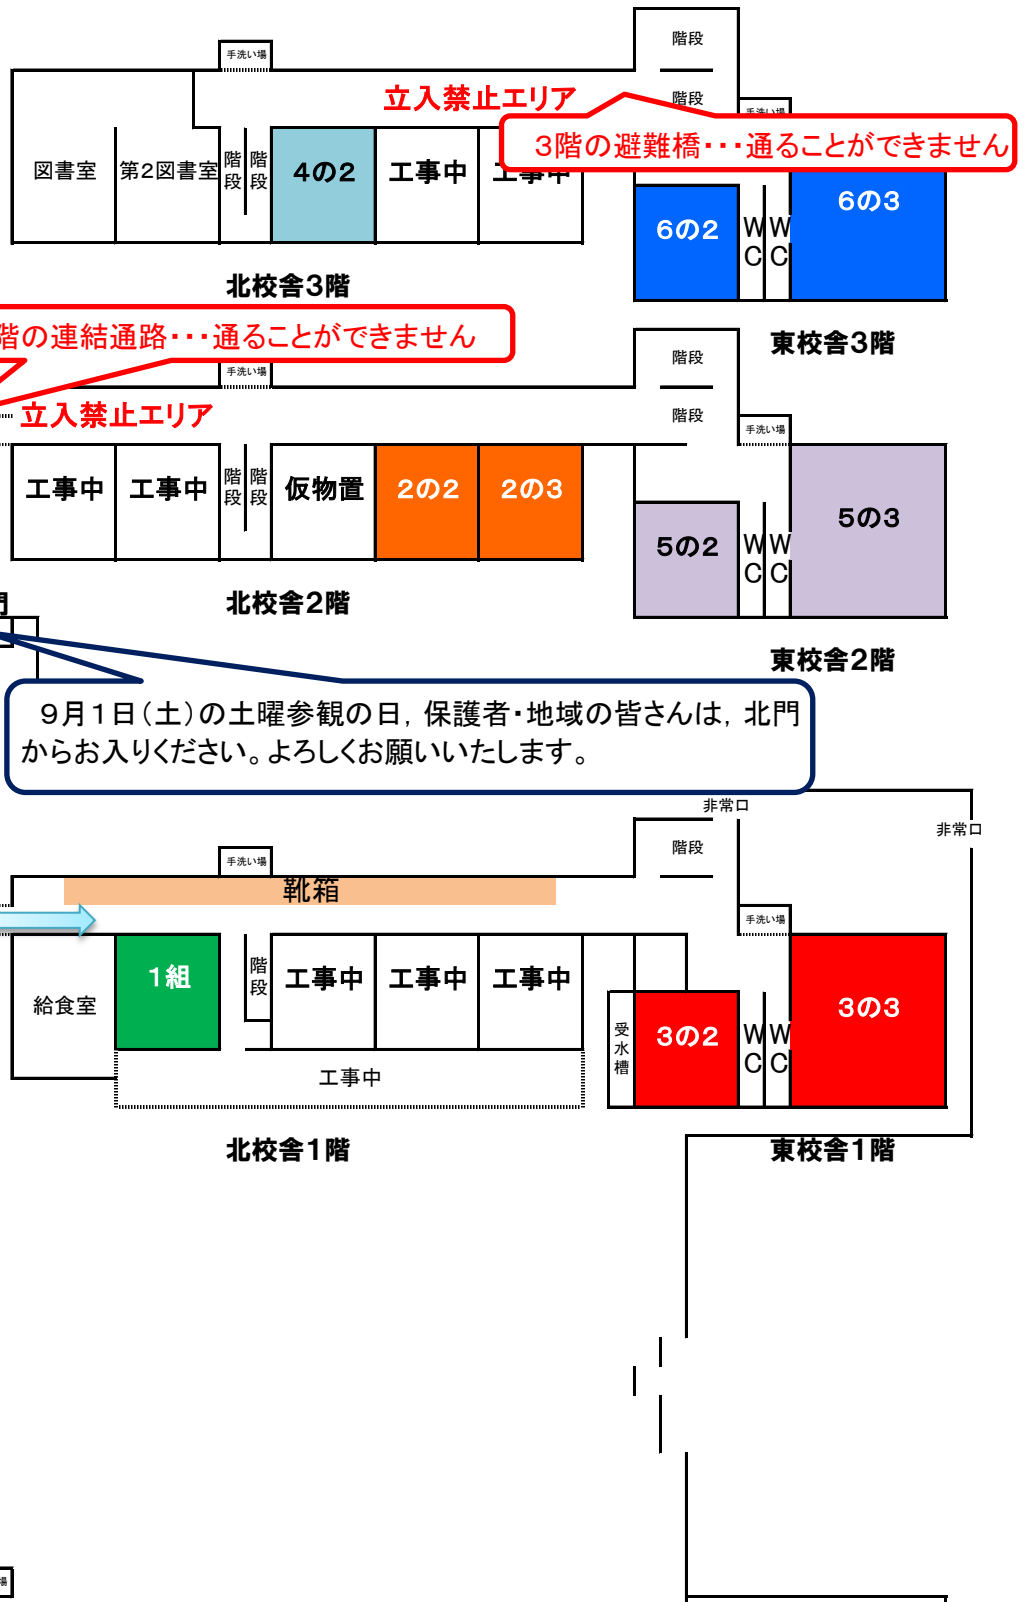 階段
手洗い場
立入禁止エリア
階段
手洗い場
3階の避難橋・・・通ることができません
図書室
第2図書室
階段
階段
4の2
工事中
工事中
6の2
WC
WC
6の3
北校舎3階
階の連結通路・・・通ることができません
東校舎3階
階段
手洗い場
立入禁止エリア
階段
手洗い場
工事中
工事中
階段
階段
仮物置
2の2
2の3
5の2
WC
WC
5の3
門
北校舎2階
東校舎2階
9月1日(土)の土曜参観の日,保護者・地域の皆さんは,北門
からお入りください。よろしくお願いいたします。
非常口
非常口
階段
手洗い場
靴箱
手洗い場
給食室
1組
階段
工事中
工事中
工事中
受水槽
3の2
WC
WC
3の3
工事中
北校舎1階
東校舎1階
場